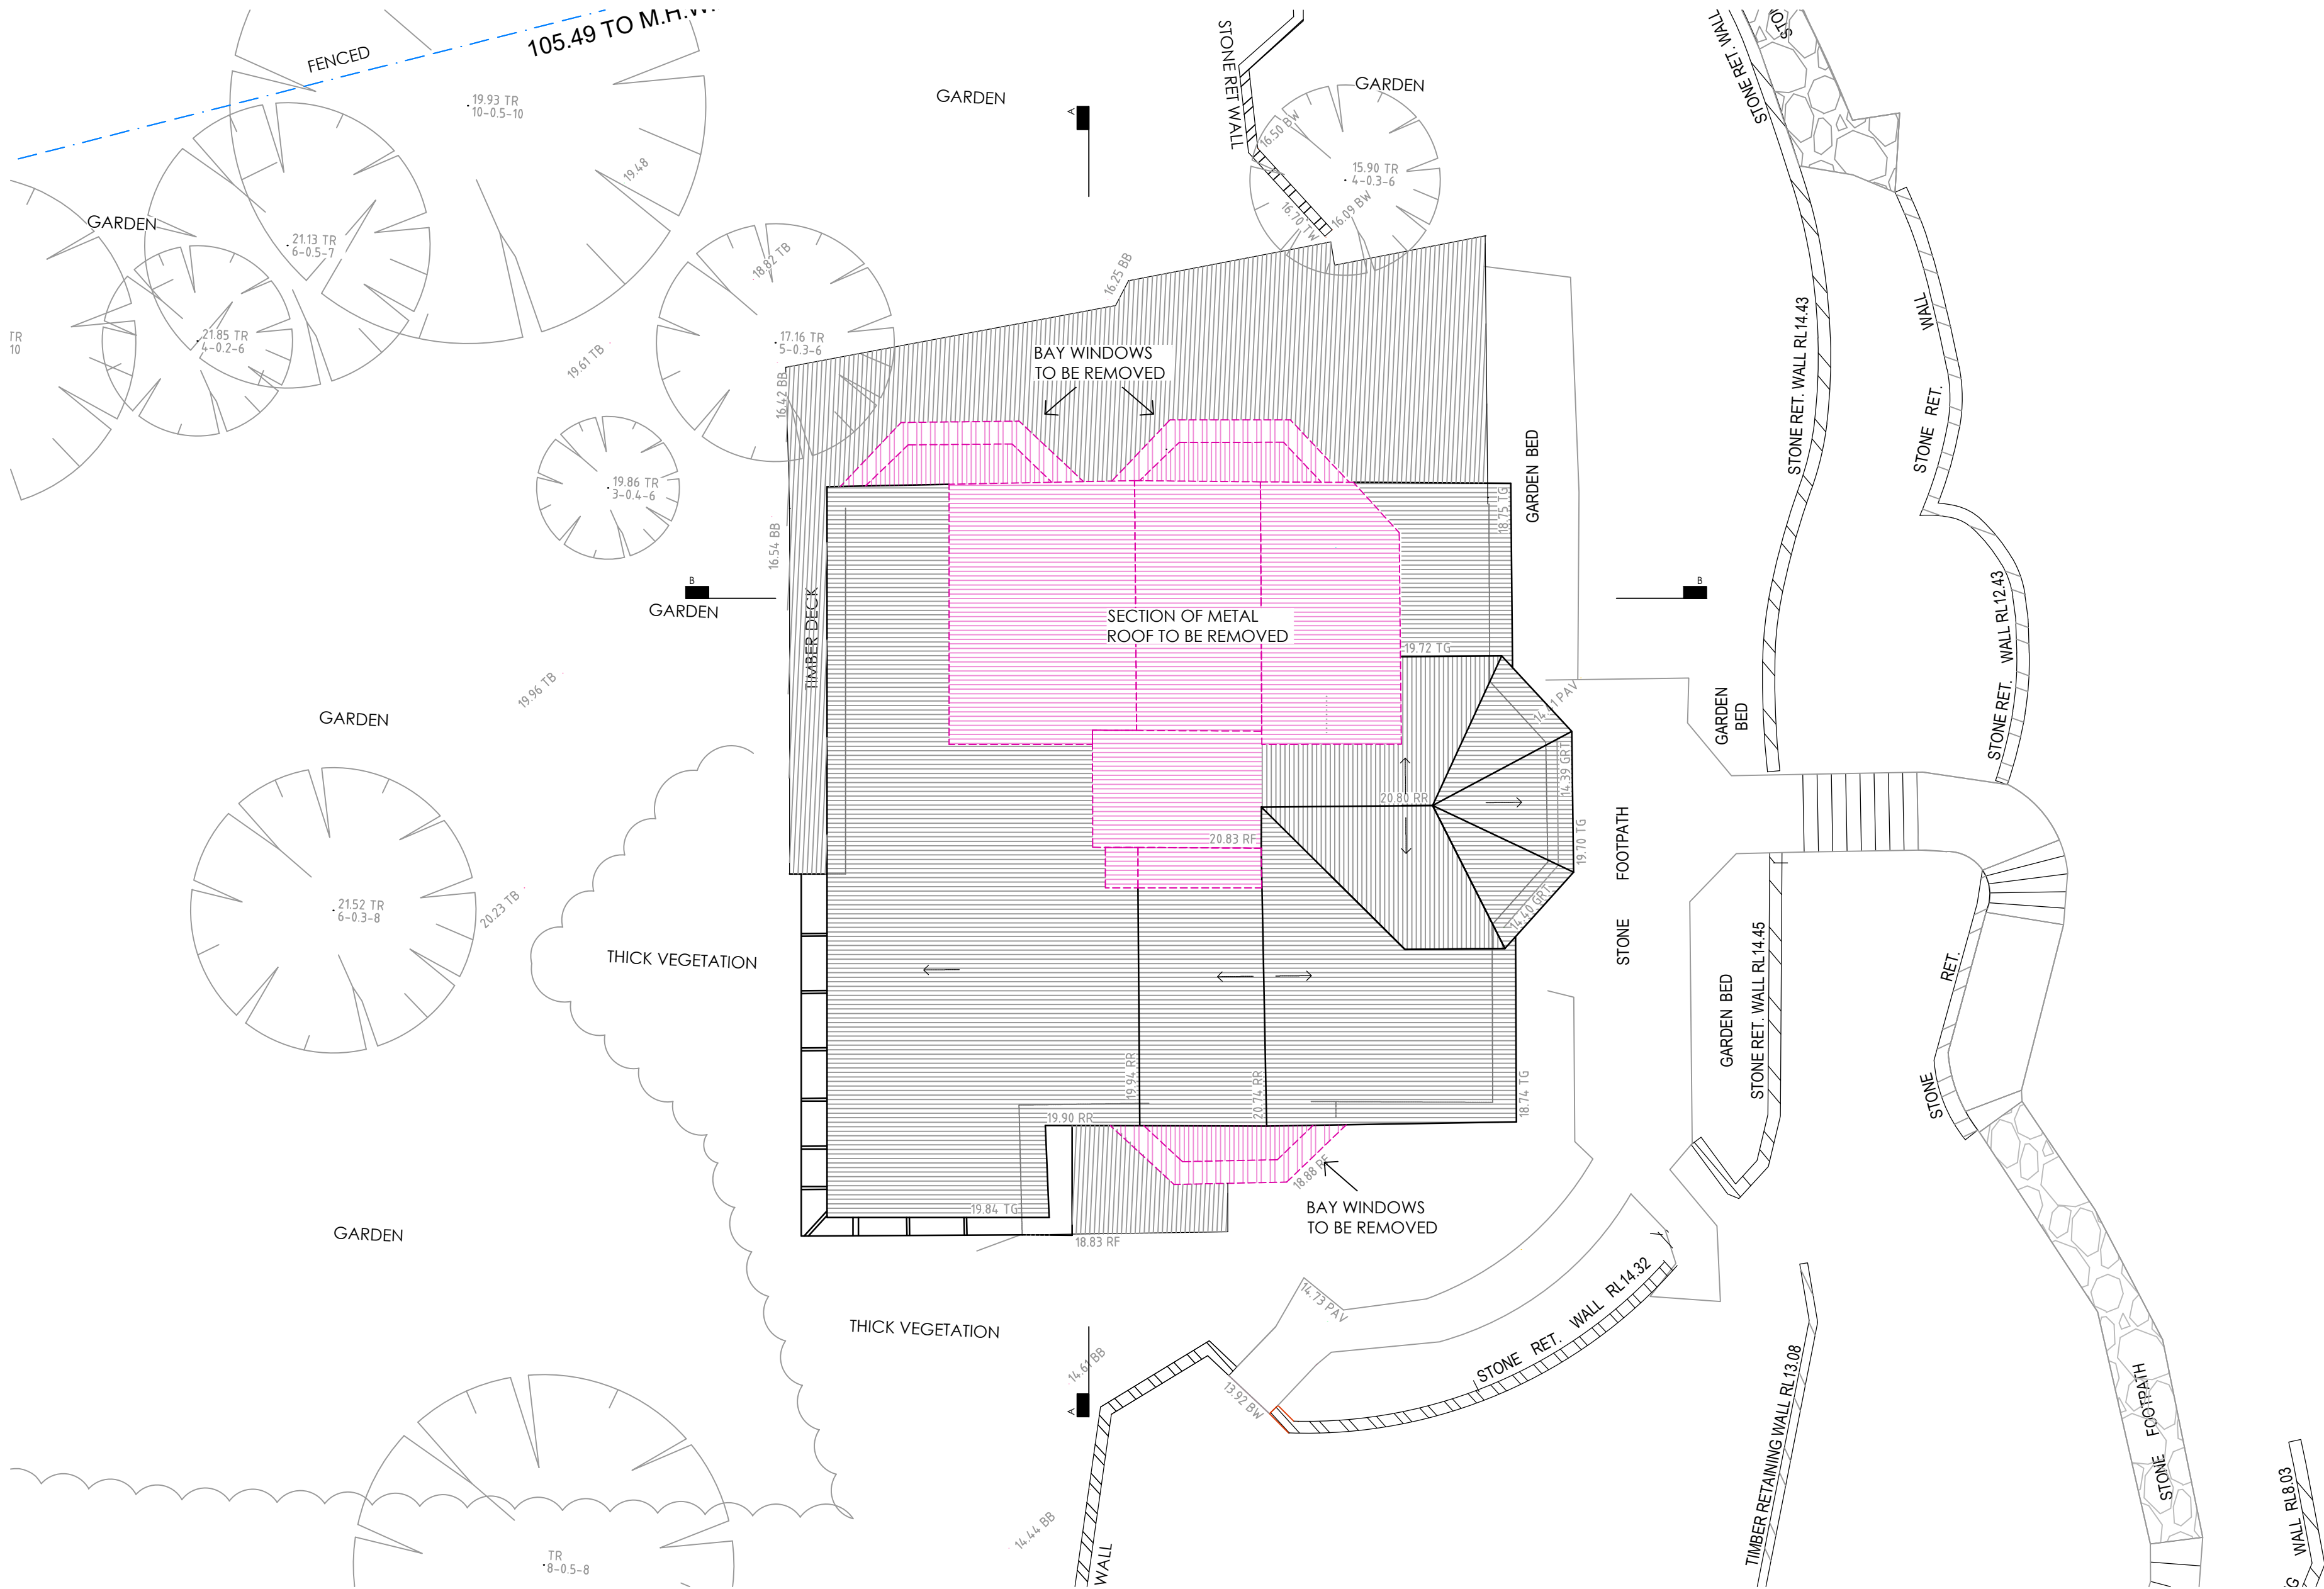 105.49 TO M.H.W.
FENCED
19.93 TR
10-0.5-10
GARDEN
A
STONE RET WALL
GARDEN
16.50 BW
15.90 TR
4-0.3-6
16.70 TW
16.09 BW
STONE RET. WALL
19.48
GARDEN
21.13 TR
6-0.5-7
18.82 TB
16.25 BB
TR
10
21.85 TR
4-0.2-6
19.61 TB
17.16 TR
5-0.3-6
16.42 BB
BAY WINDOWS
TO BE REMOVED
STONE RET. WALL RL14.43
WALL
STONE RET.
GARDEN BED
18.75 TG
19.86 TR
3-0.4-6
16.54 BB
B
GARDEN
TIMBER DECK
SECTION OF METAL
ROOF TO BE REMOVED
B
STONE RET. WALL RL12.43
19.72 TG
19.96 TB
GARDEN
14.41 PAV
GARDEN
BED
14.39 GRT
20.80 RR
20.83 RF
19.70 TG
STONE FOOTPATH
21.52 TR
6-0.3-8
20.23 TB
14.40 GRT
THICK VEGETATION
GARDEN BED
STONE RET. WALL RL14.45
STONE RET.
19.94 RR
20.74 RR
18.74 TG
19.90 RR
18.88 RF
19.84 TG
BAY WINDOWS
TO BE REMOVED
GARDEN
18.83 RF
14.73 PAV
STONE RET. WALL RL14.32
THICK VEGETATION
14.61 BB
13.92 BW
A
TIMBER RETAINING WALL RL13.08
STONE FOOTPATH
14.44 BB
WALL
TR
8-0.5-8
WALL RL8.03